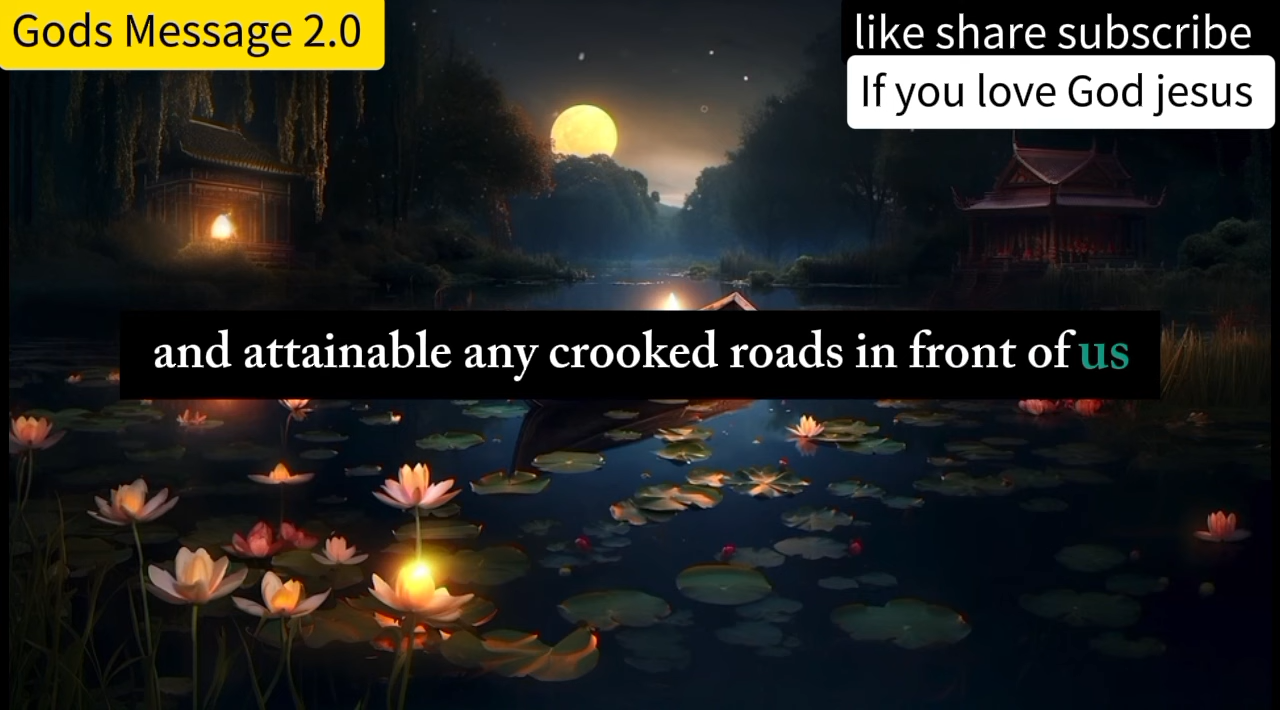 Gods Message 2.0
like share subscribe
If you love God jesus
and attainable any crooked roads in front of us